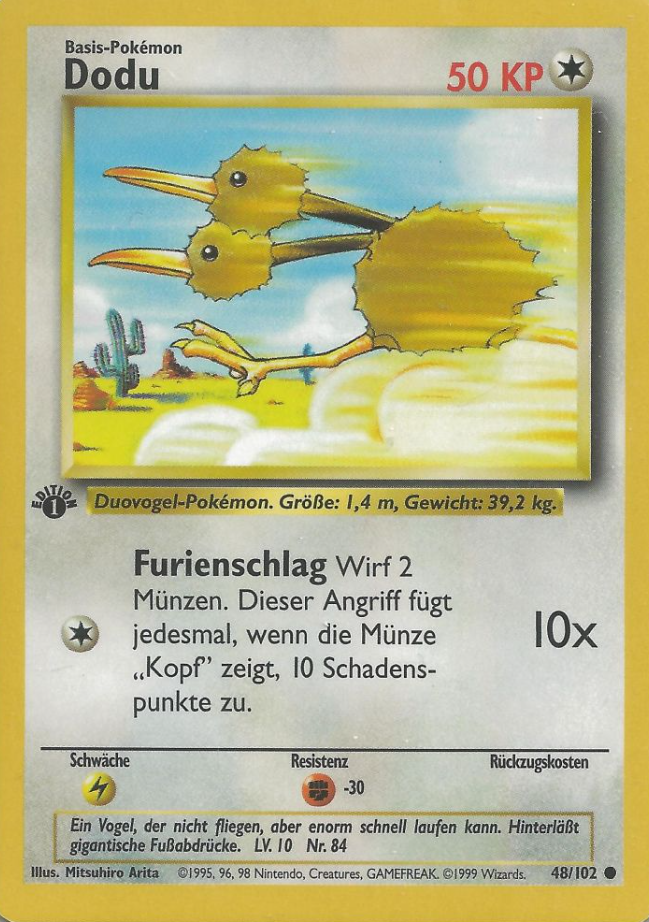 Basis-Pokémon
Dodu
50 KP
EDITION
1
Duovogel-Pokémon. Größe: 1,4 m, Gewicht: 39,2 kg.
Furienschlag Wirf 2
Münzen. Dieser Angriff fügt
jedesmal, wenn die Münze
„Kopf" zeigt, 10 Schadens-
punkte zu.
10x
Schwäche
Resistenz
Rückzugskosten
-30
Ein Vogel, der nicht fliegen, aber enorm schnell laufen kann. Hinterläßt
gigantische Fußabdrücke. LV. 10 Nr. 84
Illus. Mitsuhiro Arita ©1995, 96, 98 Nintendo, Creatures, GAMEFREAK. ©1999 Wizards. 48/102